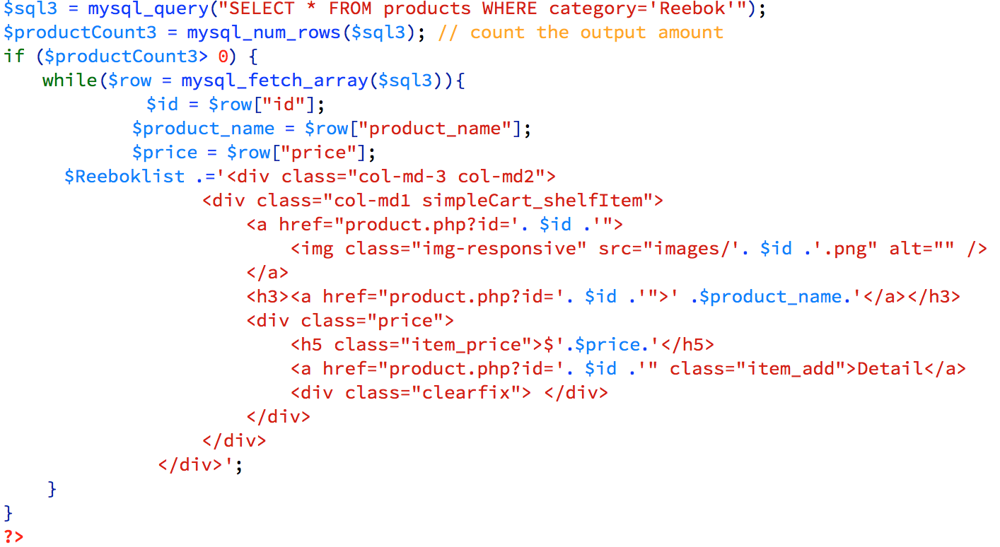 $sql3 = mysql_query("SELECT * FROM products WHERE category='Reebok'");
$productCount3 = mysql_num_rows($sql3); // count the output amount
if ($productCount3> 0) {
while($row = mysql_fetch_array($sql3)){
$id = $row["id"];
$product_name = $row["product_name"];
$price = $row["price"];
$Reeboklist .='<div class="col-md-3 col-md2">
<div class="col-md1 simpleCart_shelfItem">
<a href="product.php?id='. $id .'">
<img class="img-responsive" src="images/'. $id .'.png" alt="" />
</a>
<h3><a href="product.php?id='. $id .'">' .$product_name.'</a></h3>
<div class="price">
<h5 class="item_price">$'.$price.'</h5>
<a href="product.php?id='. $id .'" class="item_add">Detail</a>
<div class="clearfix"> </div>
</div>
</div>
</div>';
}
}
?>